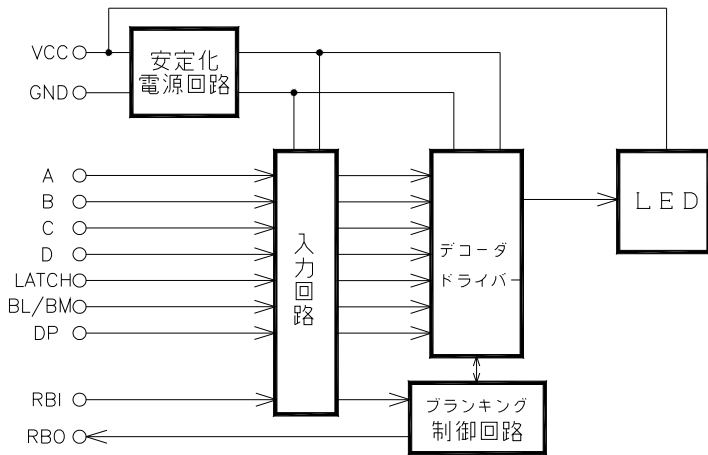 VCC
安定化
電源回路
GND
A
B
C
D
LATCH
BL/BM
DP
RBI
RBO
入力回路
デコーダ
ドライバー
LED
ブランキング
制御回路